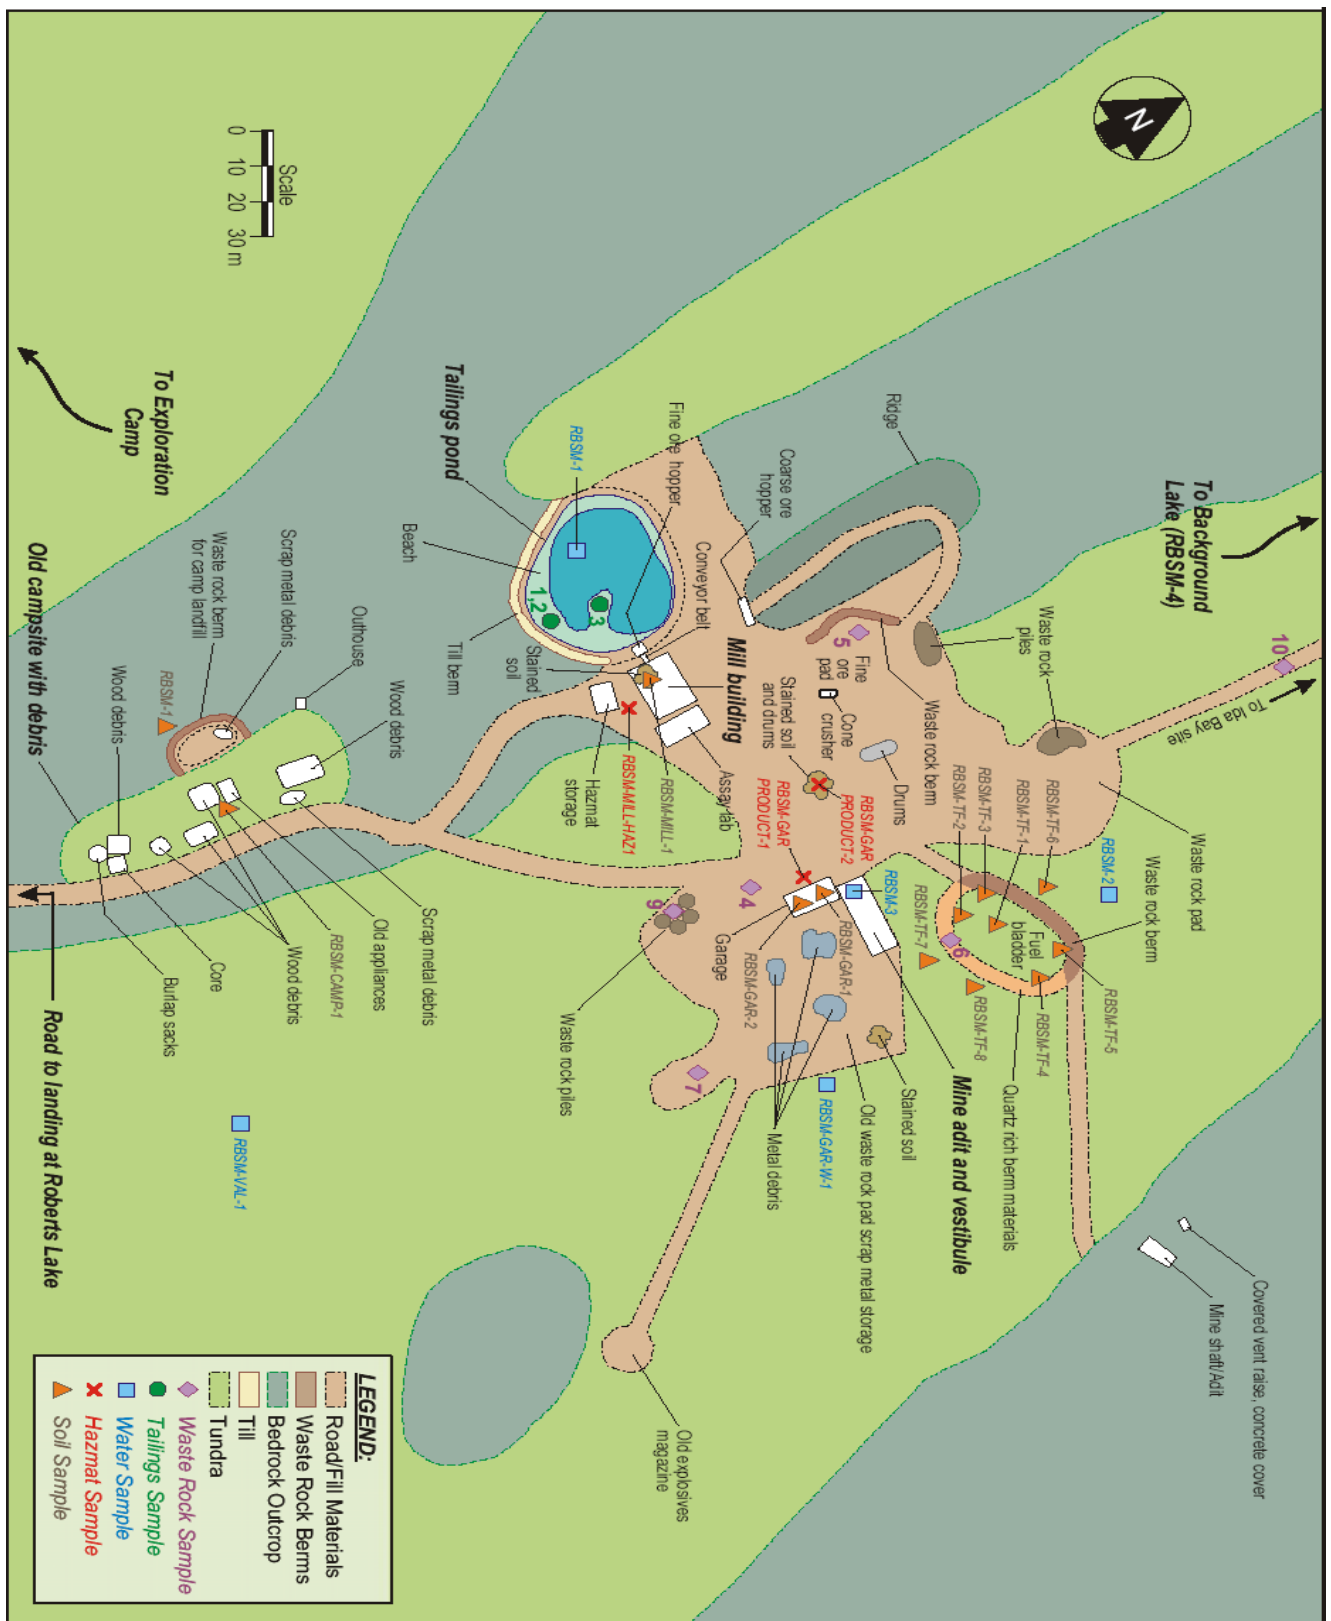 N
0 10 20 30 m
Scale
To Exploration
Camp
To Background
Lake (RBSM-4)
10
To Ida Bay site
Ridge
Coarse ore
hopper
Fine ore hopper
Conveyor belt
Tailings pond
RBSM-1
Beach
1,2
3
Till berm
Stained
soil
Mill building
Hazmat
storage
RBSM-MILL-HAZ1
RBSM-MILL-1
Assay lab
5
Fine
ore
pad
Cone
crusher
Stained soil
and drums
Drums
Waste rock berm
Waste rock
piles
Waste rock pad
Waste rock berm
RBSM-GAR
PRODUCT-1
RBSM-GAR
PRODUCT-2
RBSM-TF-2
RBSM-TF-3
RBSM-TF-1
RBSM-TF-6
RBSM-2
RBSM-3
RBSM-TF-7
6
Fuel
bladder
RBSM-TF-5
RBSM-TF-4
RBSM-TF-8
4
9
Garage
RBSM-GAR-1
RBSM-GAR-2
Waste rock piles
7
Metal debris
RBSM-GAR-W-1
Stained soil
Old waste rock pad scrap metal storage
Mine adit and vestibule
Quartz rich berm materials
Covered vent raise, concrete cover
Mine shaft/Adit
Old explosives
magazine
Outhouse
Wood debris
Scrap metal debris
Waste rock berm
for camp landfill
RBSM-1
Old campsite with debris
Wood debris
Scrap metal debris
Old appliances
RBSM-CAMP-1
Wood debris
Core
Burlap sacks
Road to landing at Roberts Lake
RBSM-VAL-1
LEGEND:
Road/Fill Materials
Waste Rock Berms
Bedrock Outcrop
Till
Tundra
Waste Rock Sample
Tailings Sample
Water Sample
Hazmat Sample
Soil Sample